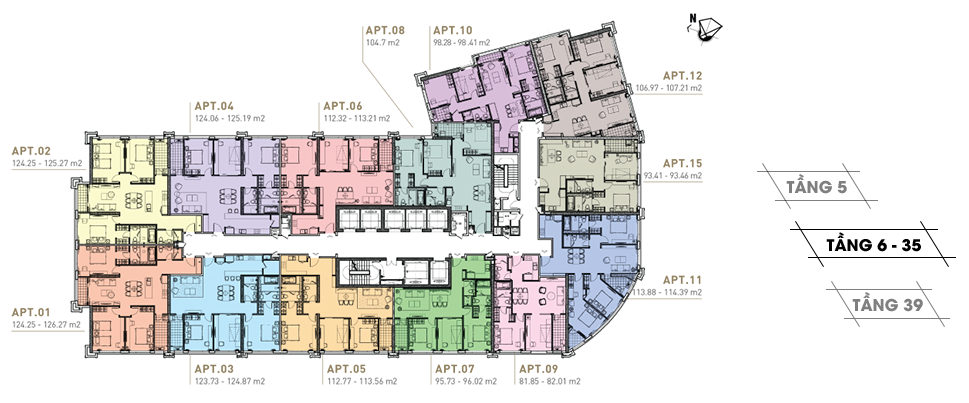 APT.08
104.7 m2
APT.10
98.28 - 98.41 m2
N
APT.12
106.97 - 107.21 m2
APT.04
124.06 - 125.19 m2
APT.06
112.32 - 113.21 m2
APT.02
124.25 - 125.27 m2
APT.15
93.41 - 93.46 m2
TẦNG 5
TẦNG 6 - 35
TẦNG 39
APT.11
113.88 - 114.39 m2
APT.01
124.25 - 126.27 m2
APT.03
123.73 - 124.87 m2
APT.05
112.77 - 113.56 m2
APT.07
95.73 - 96.02 m2
APT.09
81.85 - 82.01 m2